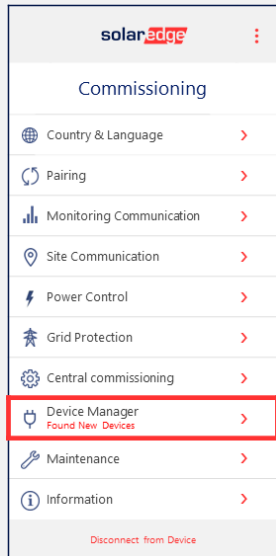 solaredge
Commissioning
Country & Language
Pairing
Monitoring Communication
Site Communication
Power Control
Grid Protection
Central commissioning
Device Manager
Found New Devices
Maintenance
Information
Disconnect from Device